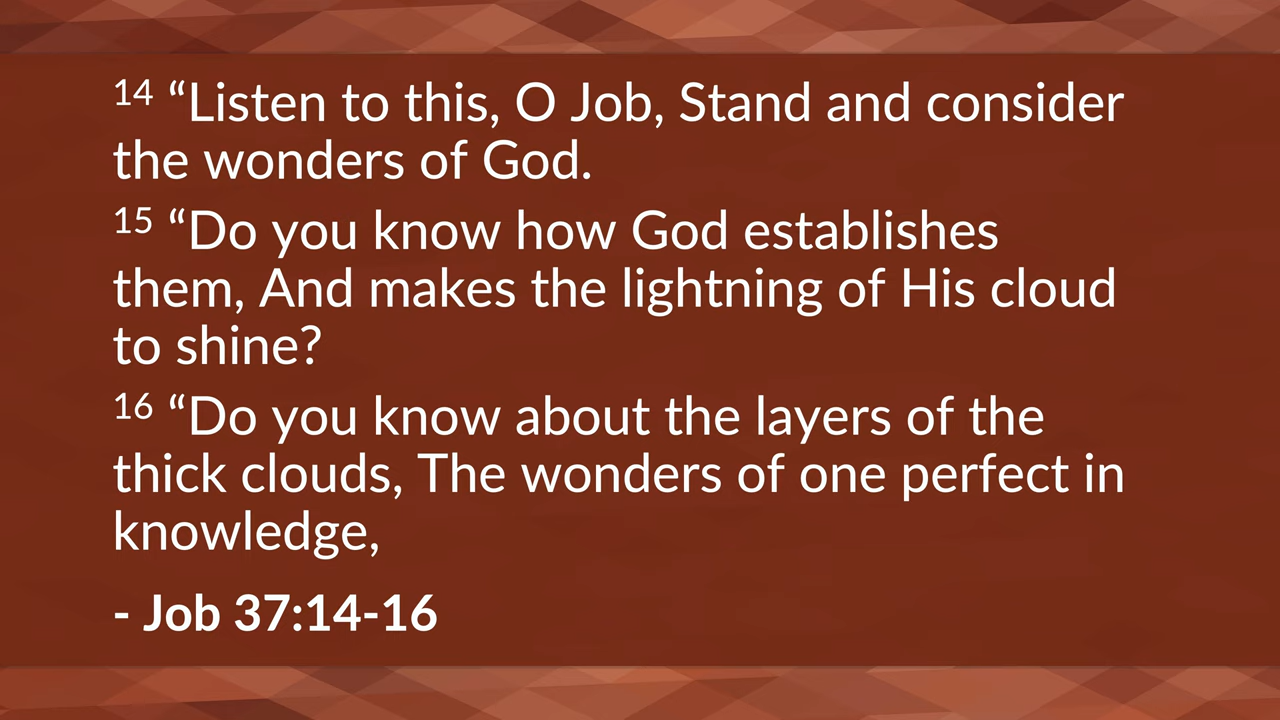 14 “Listen to this, O Job, Stand and consider
the wonders of God.
15 “Do you know how God establishes
them, And makes the lightning of His cloud
to shine?
16 “Do you know about the layers of the
thick clouds, The wonders of one perfect in
knowledge,
- Job 37:14-16